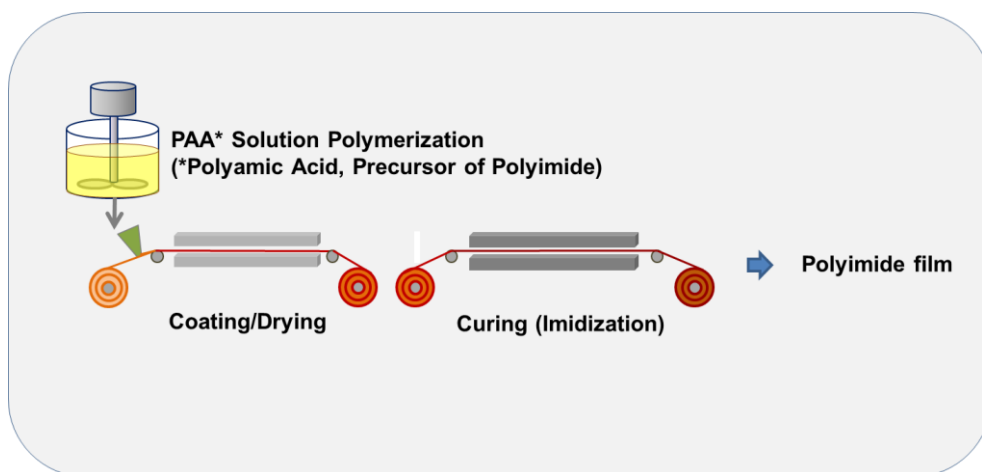 PAA* Solution Polymerization
(*Polyamic Acid, Precursor of Polyimide)
Coating/Drying
Curing (Imidization)
Polyimide film